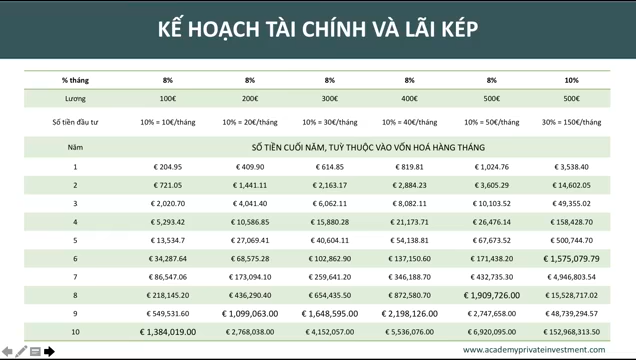 KẾ HOẠCH TÀI CHÍNH VÀ LÃI KÉP
% tháng 8% 8% 8% 8% 8% 10%
Lương 100€ 200€ 300€ 400€ 500€ 500€
Số tiền đầu tư 10% = 10€/tháng 10% = 20€/tháng 10% = 30€/tháng 10% = 40€/tháng 10% = 50€/tháng 30% = 150€/tháng
Năm SỐ TIỀN CUỐI NĂM, TUỲ THUỘC VÀO VỐN HOÁ HÀNG THÁNG
1 € 204.95 € 409.90 € 614.85 € 819.81 € 1,024.76 € 3,538.40
2 € 721.05 € 1,441.11 € 2,163.17 € 2,884.23 € 3,605.29 € 14,602.05
3 € 2,020.70 € 4,041.40 € 6,062.11 € 8,082.11 € 10,103.52 € 49,355.02
4 € 5,293.42 € 10,586.85 € 15,880.28 € 21,173.71 € 26,476.14 € 158,428.70
5 € 13,534.7 € 27,069.41 € 40,604.11 € 54,138.81 € 67,673.52 € 500,744.70
6 € 34,287.64 € 68,575.28 € 102,862.90 € 137,150.60 € 171,438.20 € 1,575,079.79
7 € 86,547.06 € 173,094.10 € 259,641.20 € 346,188.70 € 432,735.30 € 4,946,803.54
8 € 218,145.20 € 436,290.40 € 654,435.50 € 872,580.70 € 1,909,726.00 € 15,528,717.02
9 € 549,531.60 € 1,099,063.00 € 1,648,595.00 € 2,198,126.00 € 2,747,658.00 € 48,739,294.57
10 € 1,384,019.00 € 2,768,038.00 € 4,152,057.00 € 5,536,076.00 € 6,920,095.00 € 152,968,313.50
www.academyprivateinvestment.com